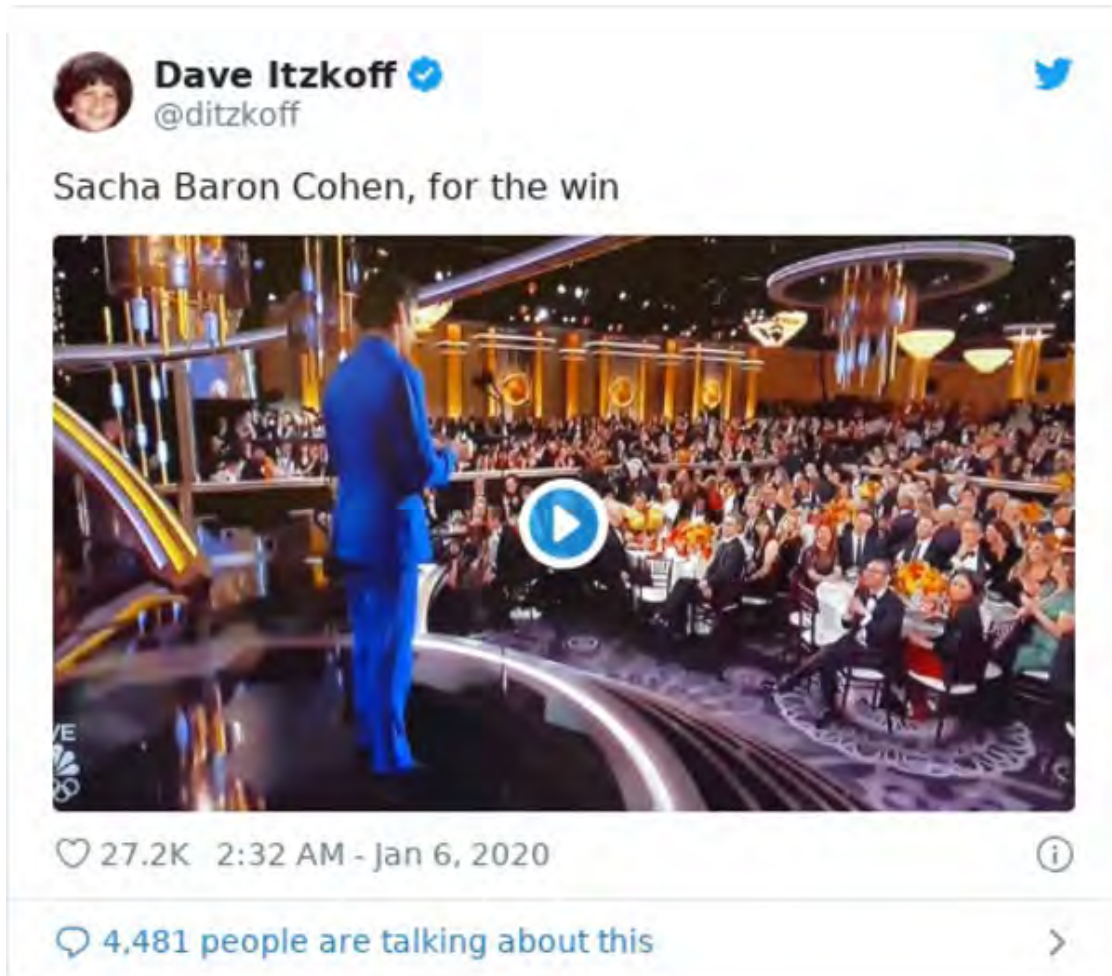 Dave Itzkoff
@ditzkoff
Sacha Baron Cohen, for the win
VE
27.2K 2:32 AM - Jan 6, 2020
4,481 people are talking about this